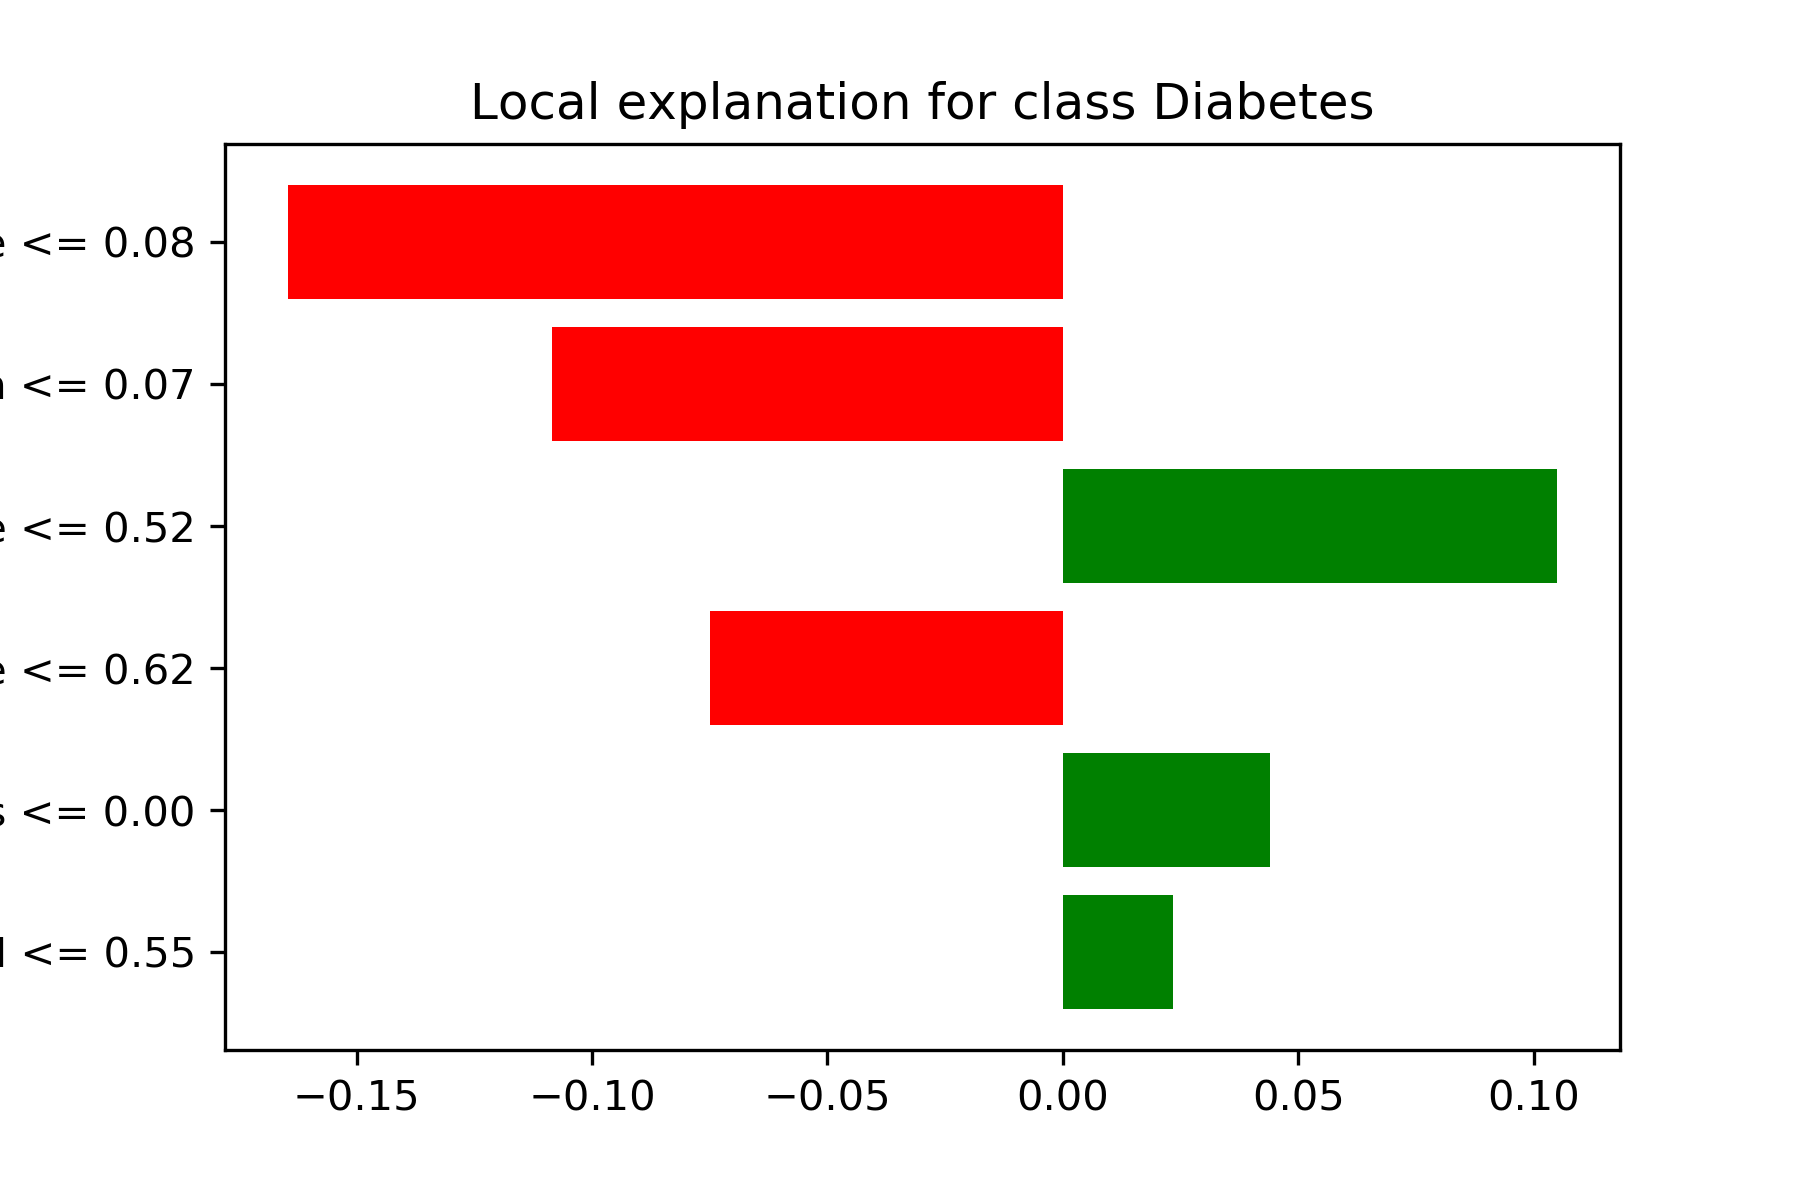 Local explanation for class Diabetes
e <= 0.08
<= 0.07
e <= 0.52
e <= 0.62
s <= 0.00
<= 0.55
−0.15 −0.10 −0.05 0.00 0.05 0.10